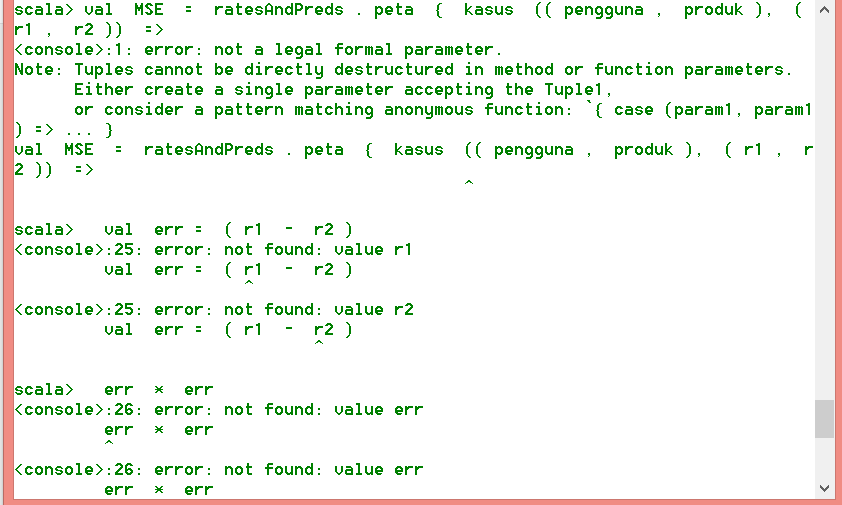 scala> val  MSE  =  ratesAndPreds . peta  {  kasus  (( pengguna ,  produk ),  (
r1 ,  r2 ))  =>
<console>:1: error: not a legal formal parameter.
Note: Tuples cannot be directly destructured in method or function parameters.
      Either create a single parameter accepting the Tuple1,
      or consider a pattern matching anonymous function: `{ case (param1, param1
) => ... }
val  MSE  =  ratesAndPreds . peta  {  kasus  (( pengguna ,  produk ),  ( r1 ,  r
2 ))  =>
                                             ^
scala>   val  err =  ( r1  -  r2 )
<console>:25: error: not found: value r1
         val  err =  ( r1  -  r2 )
                       ^
<console>:25: error: not found: value r2
         val  err =  ( r1  -  r2 )
                              ^
scala>   err  *  err
<console>:26: error: not found: value err
         err  *  err
         ^
<console>:26: error: not found: value err
         err  *  err